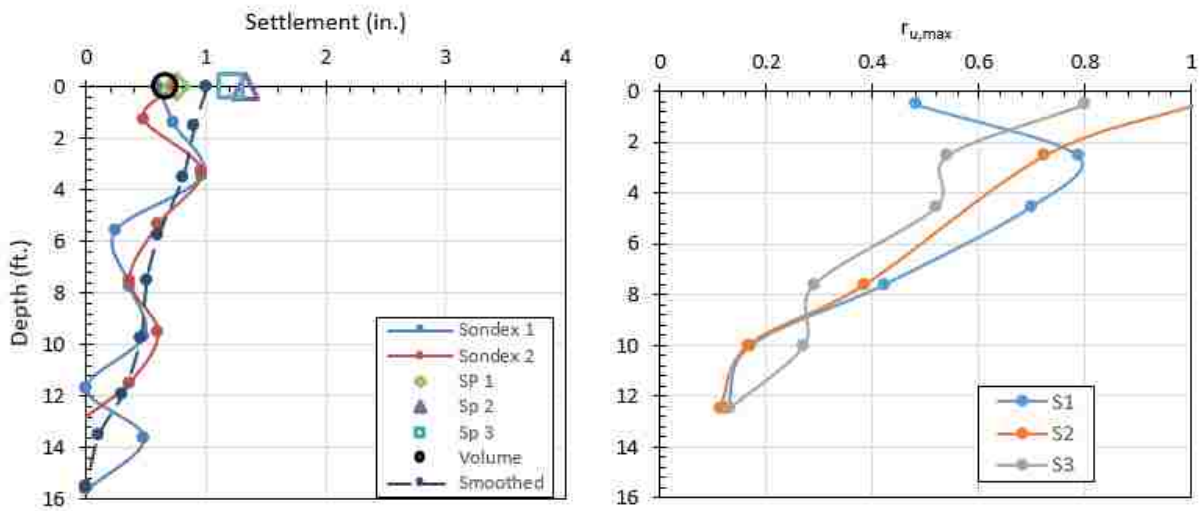 Settlement (in.)
0 1 2 3 4
0
2
4
6
8
10
12
14
16
Depth (ft.)
Sondex 1
Sondex 2
SP 1
Sp 2
Sp 3
Volume
Smoothed
ru,max
0 0.2 0.4 0.6 0.8 1
0
2
4
6
8
10
12
14
16
S1
S2
S3